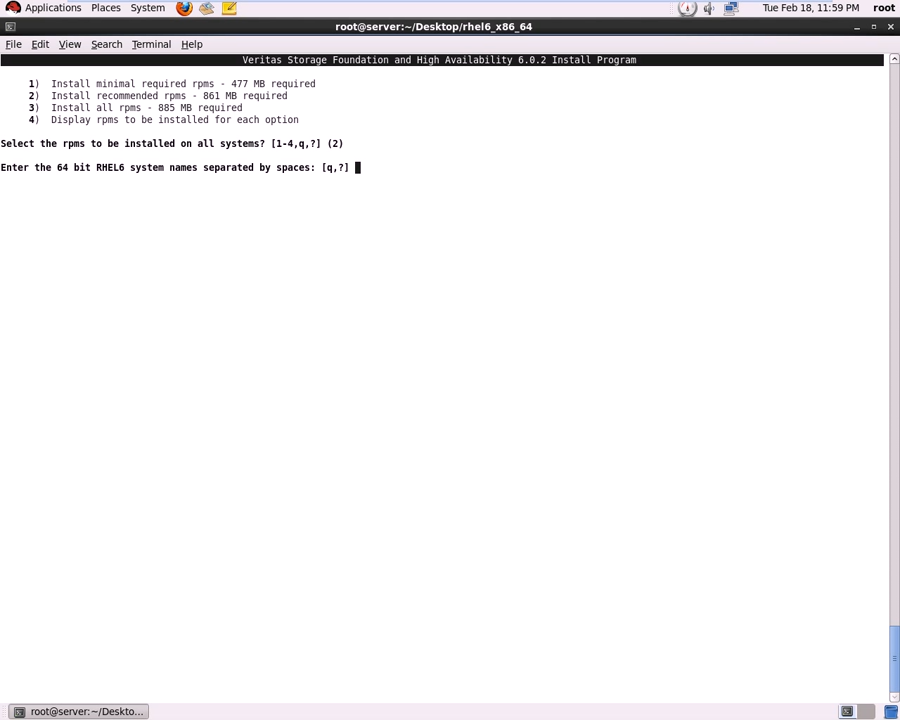 Applications Places System Tue Feb 18, 11:59 PM root
root@server:~/Desktop/rhel6_x86_64
File Edit View Search Terminal Help
Veritas Storage Foundation and High Availability 6.0.2 Install Program
1) Install minimal required rpms - 477 MB required
2) Install recommended rpms - 861 MB required
3) Install all rpms - 885 MB required
4) Display rpms to be installed for each option
Select the rpms to be installed on all systems? [1-4,q,?] (2)
Enter the 64 bit RHEL6 system names separated by spaces: [q,?]
root@server:~/Deskto...